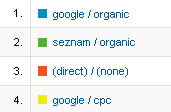 1. google / organic
2. seznam / organic
3. (direct) / (none)
4. google / cpc